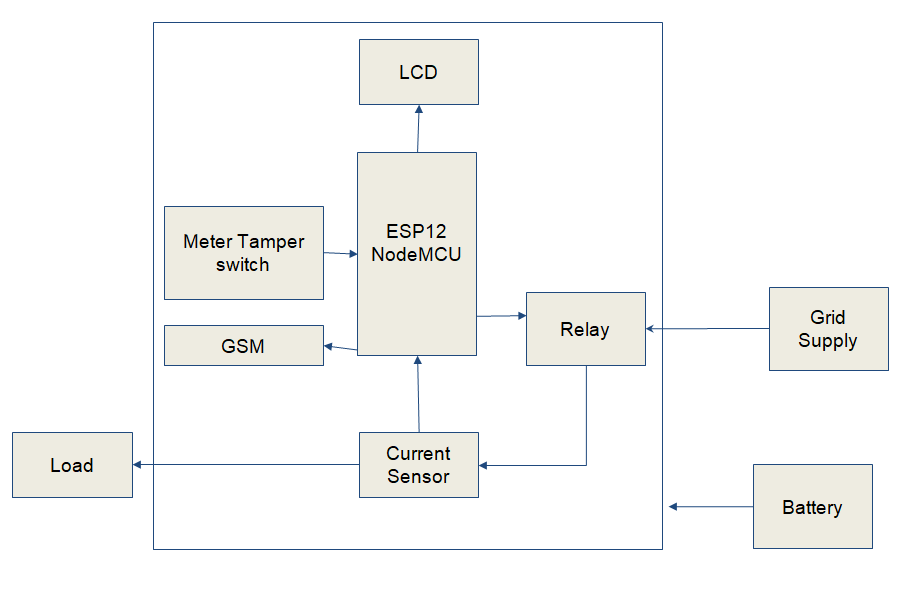 LCD
ESP12
NodeMCU
Meter Tamper
switch
GSM
Relay
Grid
Supply
Current
Sensor
Load
Battery